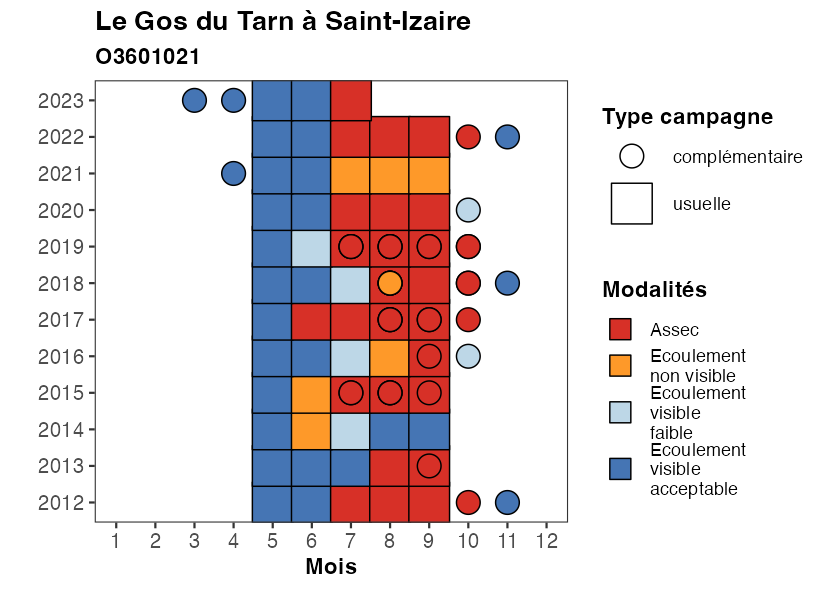 Le Gos du Tarn à Saint-Izaire
O3601021
2023
2022
2021
2020
2019
2018
2017
2016
2015
2014
2013
2012
1 2 3 4 5 6 7 8 9 10 11 12
Mois
Type campagne
complémentaire
usuelle
Modalités
Assec
Ecoulement
non visible
Ecoulement
visible
faible
Ecoulement
visible
acceptable